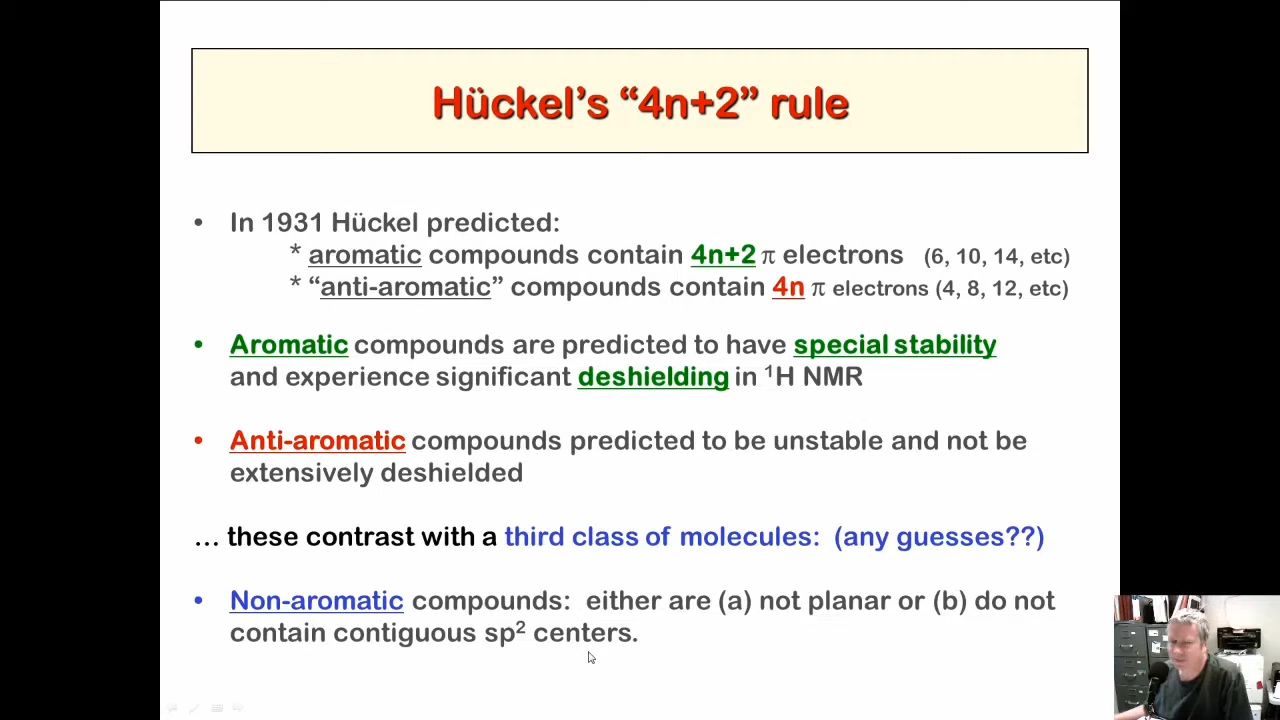 Hückel’s “4n+2” rule
• In 1931 Hückel predicted:
* aromatic compounds contain 4n+2 π electrons (6, 10, 14, etc)
* “anti-aromatic” compounds contain 4n π electrons (4, 8, 12, etc)
• Aromatic compounds are predicted to have special stability
and experience significant deshielding in ¹H NMR
• Anti-aromatic compounds predicted to be unstable and not be
extensively deshielded
… these contrast with a third class of molecules: (any guesses??)
• Non-aromatic compounds: either are (a) not planar or (b) do not
contain contiguous sp² centers.